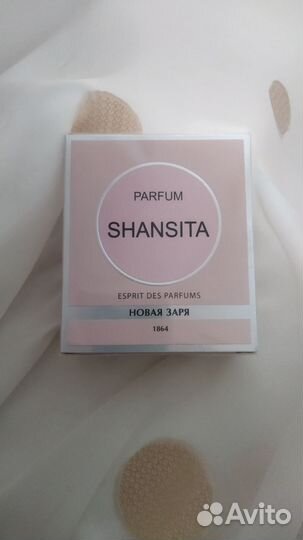 PARFUM
SHANSITA
ESPRIT DES PARFUMS
НОВАЯ ЗАРЯ
1864
Avito